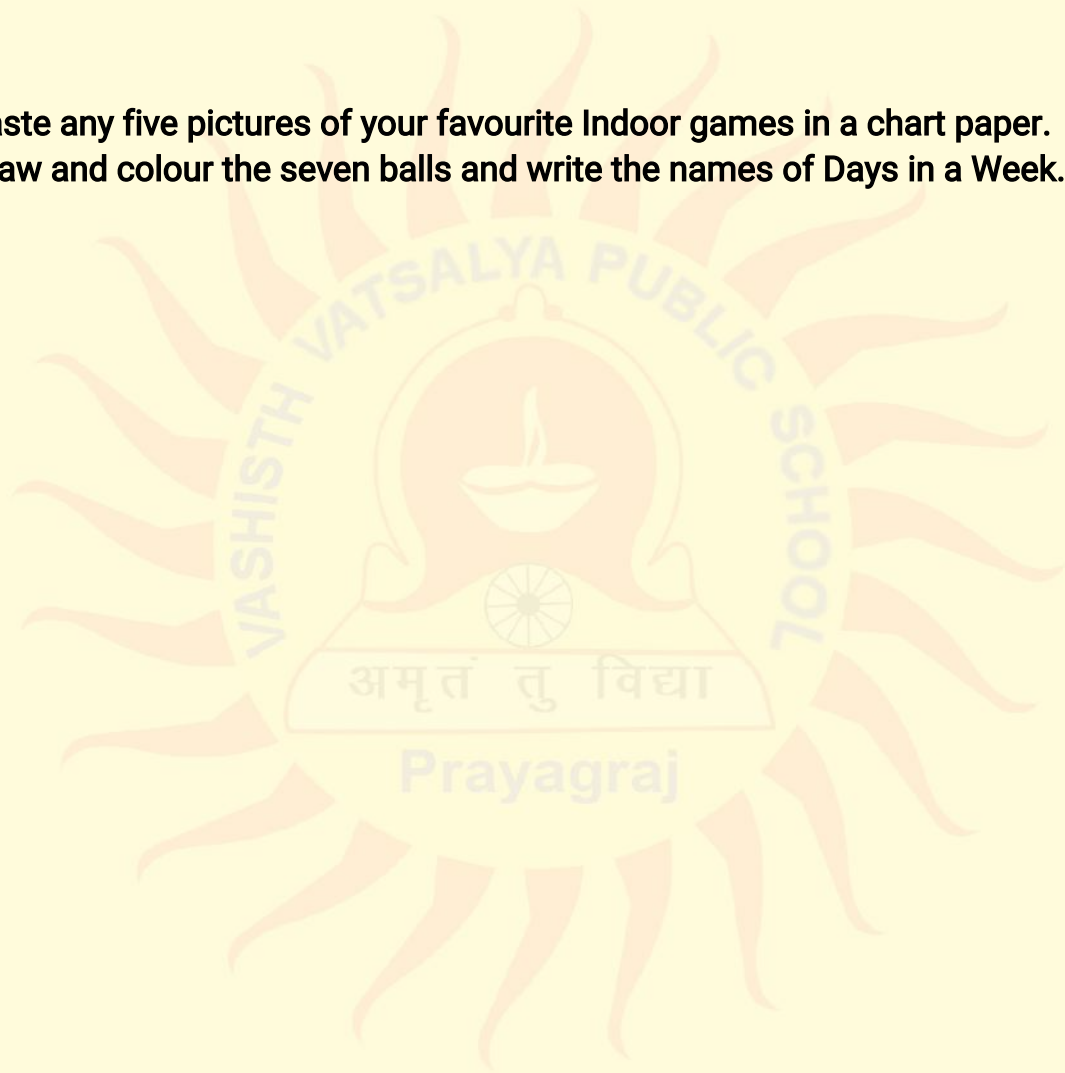 aste any five pictures of your favourite Indoor games in a chart paper.
aw and colour the seven balls and write the names of Days in a Week.
VASHISTH VATSALYA PUBLIC SCHOOL
अमृतं तु विद्या
Prayagraj